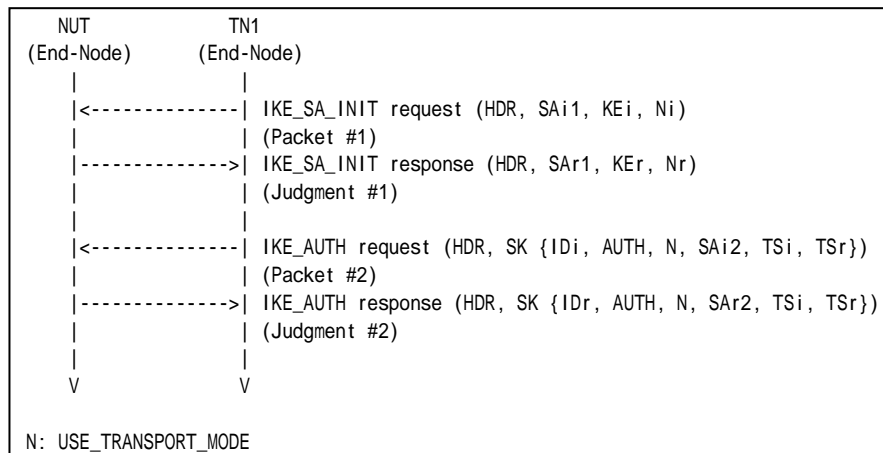 NUT TN1
(End-Node) (End-Node)
| |
|<--------------| IKE_SA_INIT request (HDR, SAi1, KEi, Ni)
| | (Packet #1)
|-------------->| IKE_SA_INIT response (HDR, SAr1, KEr, Nr)
| | (Judgment #1)
| |
|<--------------| IKE_AUTH request (HDR, SK {IDi, AUTH, N, SAi2, TSi, TSr})
| | (Packet #2)
|-------------->| IKE_AUTH response (HDR, SK {IDr, AUTH, N, SAr2, TSi, TSr})
| | (Judgment #2)
| |
V V
N: USE_TRANSPORT_MODE